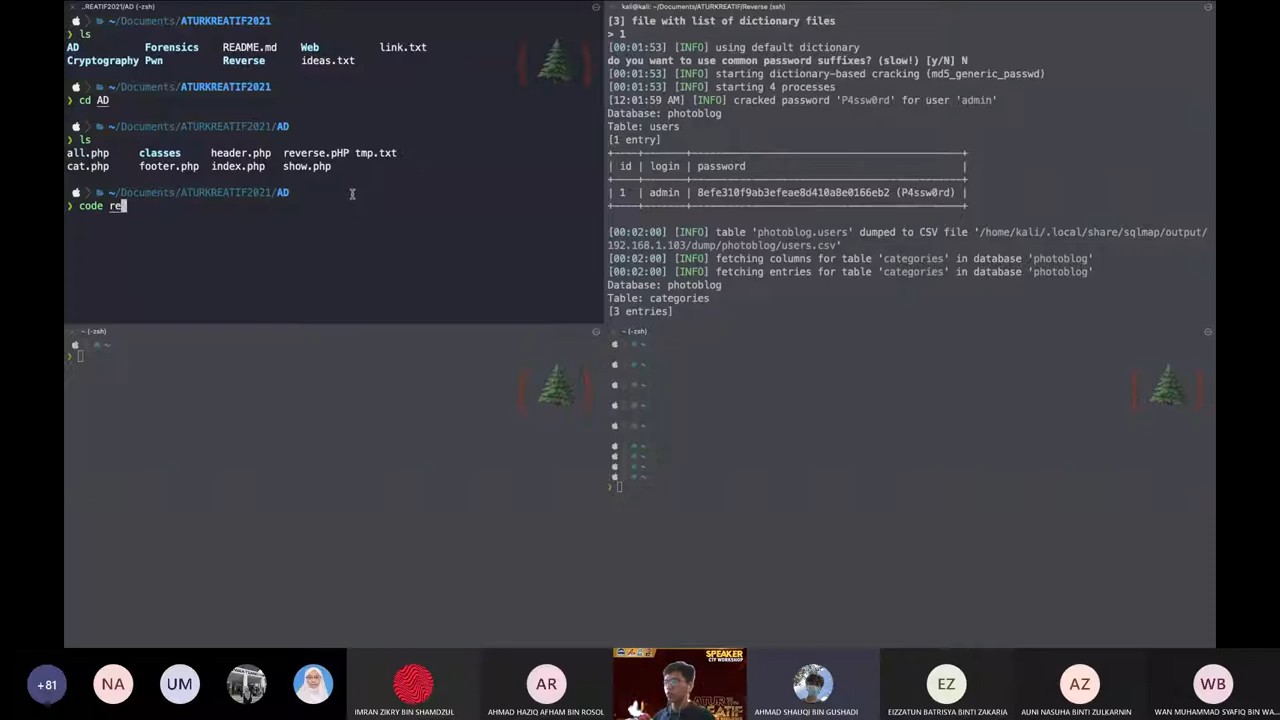 ..REATIF2021/AD (-zsh)
~/Documents/ATURKREATIF2021
❯ ls
AD Forensics README.md Web link.txt
Cryptography Pwn Reverse ideas.txt
~/Documents/ATURKREATIF2021
❯ cd AD
~/Documents/ATURKREATIF2021/AD
❯ ls
all.php classes header.php reverse.pHP tmp.txt
cat.php footer.php index.php show.php
~/Documents/ATURKREATIF2021/AD
❯ code re
kali@kali: ~/Documents/ATURKREATIF/Reverse (ssh)
[3] file with list of dictionary files
> 1
[00:01:53] [INFO] using default dictionary
do you want to use common password suffixes? (slow!) [y/N] N
[00:01:53] [INFO] starting dictionary-based cracking (md5_generic_passwd)
[00:01:53] [INFO] starting 4 processes
[12:01:59 AM] [INFO] cracked password 'P4ssw0rd' for user 'admin'
Database: photoblog
Table: users
[1 entry]
| id | login | password |
| 1 | admin | 8efe310f9ab3efeae8d410a8e0166eb2 (P4ssw0rd) |
[00:02:00] [INFO] table 'photoblog.users' dumped to CSV file '/home/kali/.local/share/sqlmap/output/
192.168.1.103/dump/photoblog/users.csv'
[00:02:00] [INFO] fetching columns for table 'categories' in database 'photoblog'
[00:02:00] [INFO] fetching entries for table 'categories' in database 'photoblog'
Database: photoblog
Table: categories
[3 entries]
~ (-zsh)
~
❯
~ (-zsh)
~
~
~
~
~
~
~
~
~
❯
+81
NA
UM
IMRAN ZIKRY BIN SHAMDZUL
AR
AHMAD HAZIQ AFHAM BIN ROSOL
SPEAKER
CTF WORKSHOP
AHMAD SHAUQI BIN GUSHADI
EZ
EIZZATUN BATRISYA BINTI ZAKARIA
AZ
AUNI NASUHA BINTI ZULKARNIN
WB
WAN MUHAMMAD SYAFIQ BIN WA...